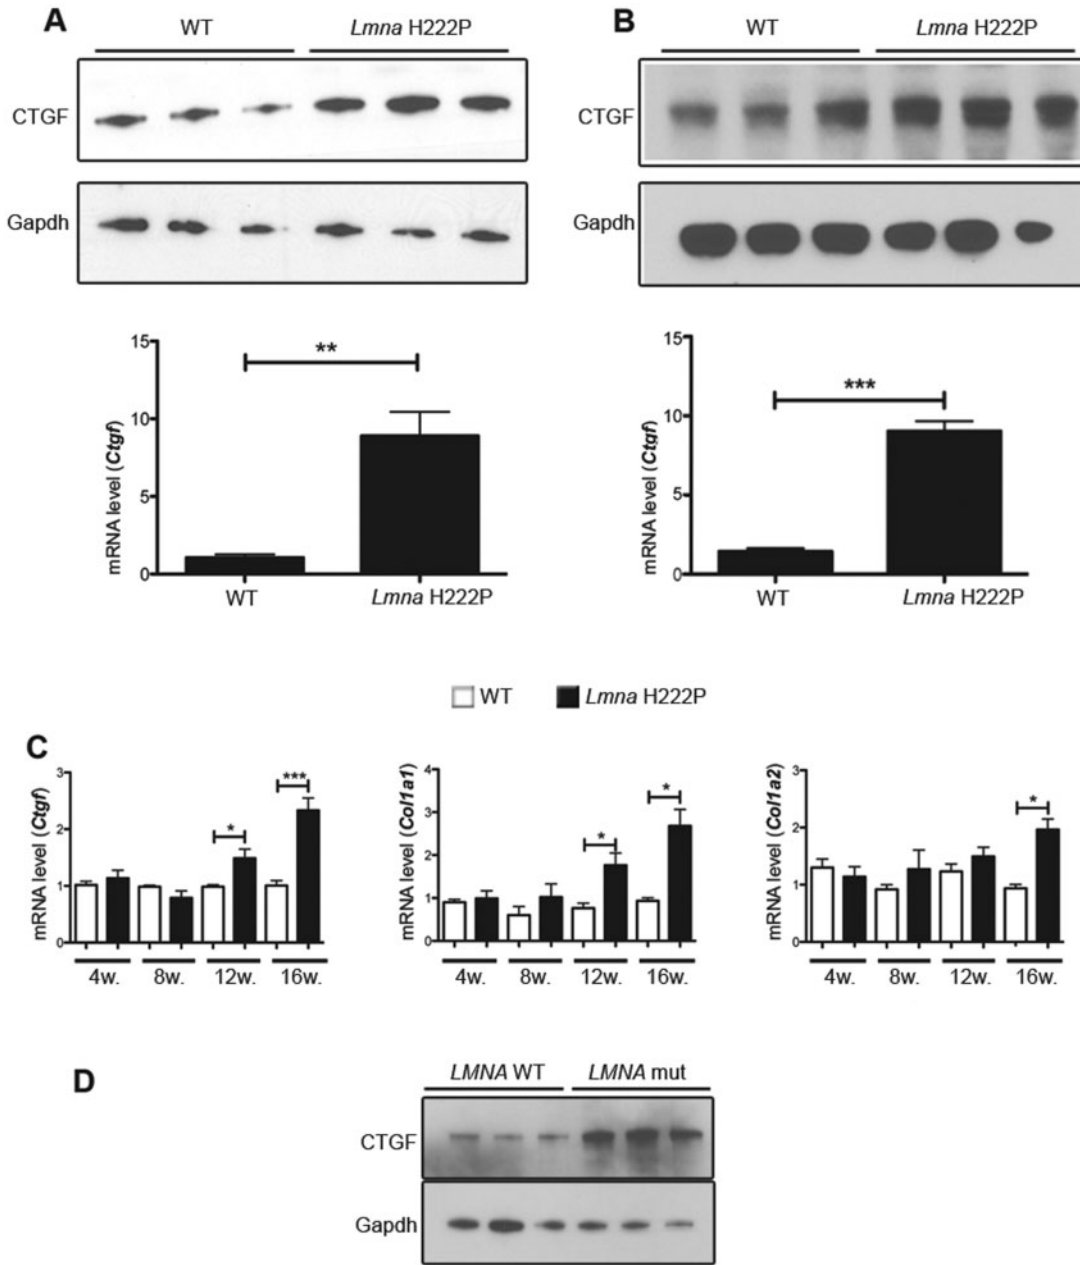 A
WT Lmna H222P
CTGF
Gapdh
15
10
5
0
mRNA level (Ctgf)
**
WT Lmna H222P
B
WT Lmna H222P
CTGF
Gapdh
15
10
5
0
mRNA level (Ctgf)
***
WT Lmna H222P
WT Lmna H222P
C
3
2
1
0
mRNA level (Ctgf)
*
***
4w. 8w. 12w. 16w.
4
3
2
1
0
mRNA level (Col1a1)
*
*
4w. 8w. 12w. 16w.
3
2
1
0
mRNA level (Col1a2)
*
4w. 8w. 12w. 16w.
D
LMNA WT LMNA mut
CTGF
Gapdh